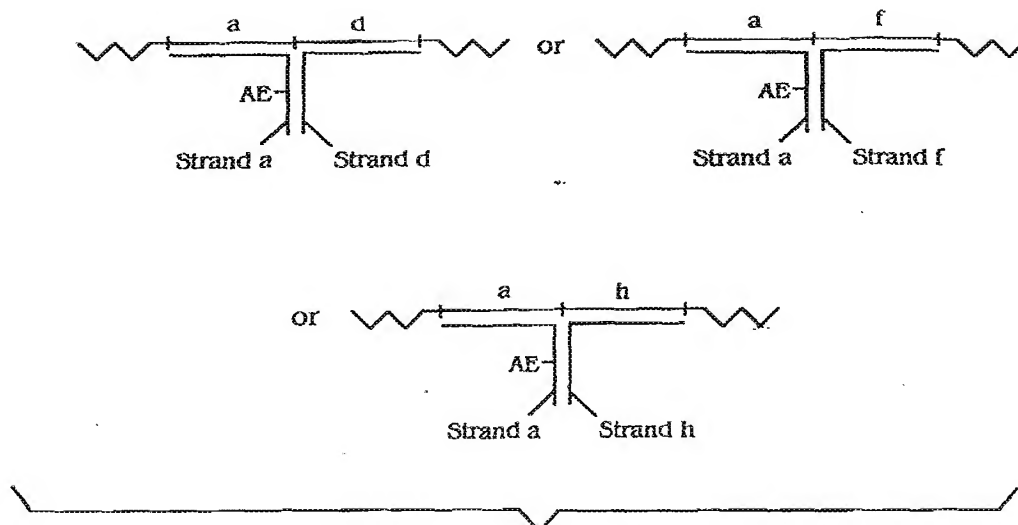 a d or a f
AE AE
Strand a Strand d Strand a Strand f
a h
or
AE
Strand a Strand h